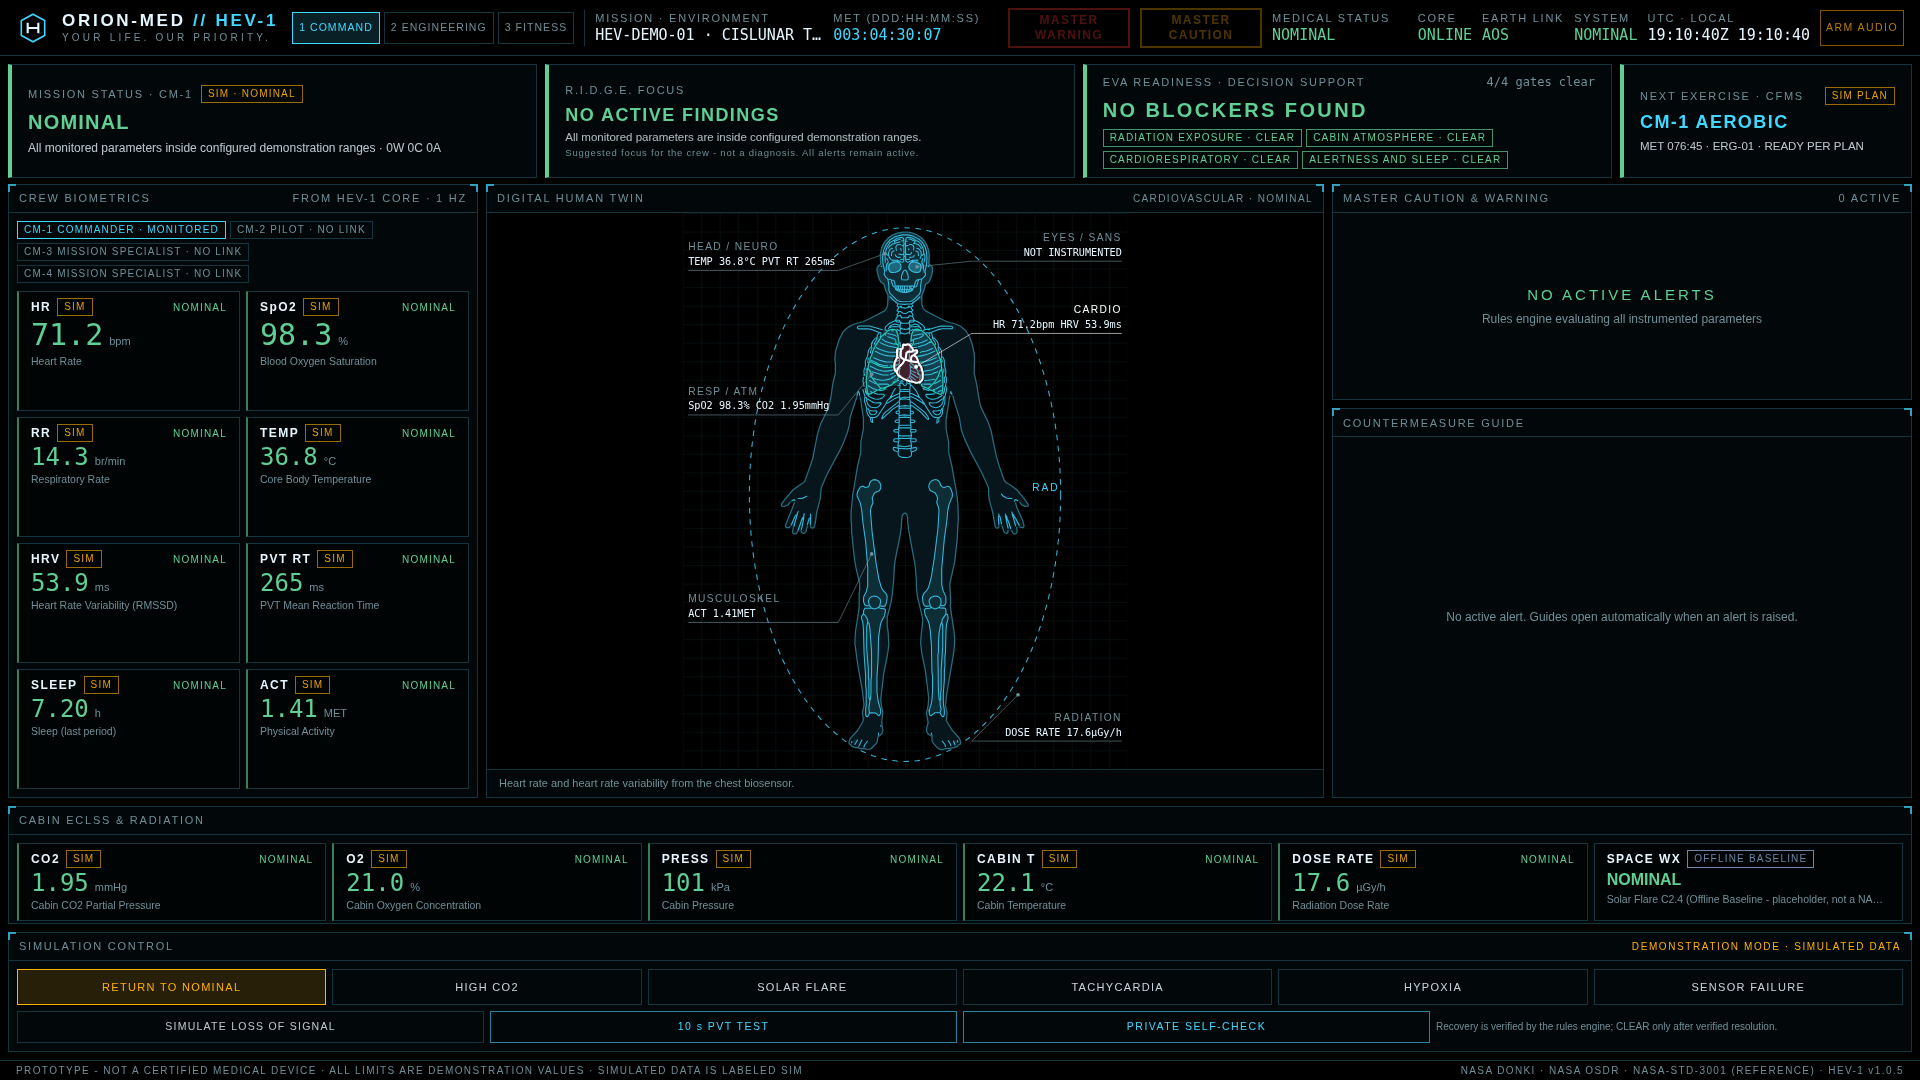 ORION-MED // HEV-1
YOUR LIFE. OUR PRIORITY.
1 COMMAND
2 ENGINEERING
3 FITNESS
MISSION · ENVIRONMENT
HEV-DEMO-01 · CISLUNAR T…
MET (DDD:HH:MM:SS)
003:04:30:07
MASTER WARNING
MASTER CAUTION
MEDICAL STATUS
NOMINAL
CORE
ONLINE
EARTH LINK
AOS
SYSTEM
NOMINAL
UTC · LOCAL
19:10:40Z 19:10:40
ARM AUDIO
MISSION STATUS · CM-1 SIM · NOMINAL
NOMINAL
All monitored parameters inside configured demonstration ranges · 0W 0C 0A
R.I.D.G.E. FOCUS
NO ACTIVE FINDINGS
All monitored parameters are inside configured demonstration ranges.
Suggested focus for the crew - not a diagnosis. All alerts remain active.
EVA READINESS · DECISION SUPPORT 4/4 gates clear
NO BLOCKERS FOUND
RADIATION EXPOSURE · CLEAR CABIN ATMOSPHERE · CLEAR
CARDIORESPIRATORY · CLEAR ALERTNESS AND SLEEP · CLEAR
NEXT EXERCISE · CFMS SIM PLAN
CM-1 AEROBIC
MET 076:45 · ERG-01 · READY PER PLAN
CREW BIOMETRICS FROM HEV-1 CORE · 1 HZ
CM-1 COMMANDER · MONITORED CM-2 PILOT · NO LINK
CM-3 MISSION SPECIALIST · NO LINK
CM-4 MISSION SPECIALIST · NO LINK
HR SIM NOMINAL
71.2 bpm
Heart Rate
SpO2 SIM NOMINAL
98.3 %
Blood Oxygen Saturation
RR SIM NOMINAL
14.3 br/min
Respiratory Rate
TEMP SIM NOMINAL
36.8 °C
Core Body Temperature
HRV SIM NOMINAL
53.9 ms
Heart Rate Variability (RMSSD)
PVT RT SIM NOMINAL
265 ms
PVT Mean Reaction Time
SLEEP SIM NOMINAL
7.20 h
Sleep (last period)
ACT SIM NOMINAL
1.41 MET
Physical Activity
DIGITAL HUMAN TWIN CARDIOVASCULAR · NOMINAL
HEAD / NEURO
TEMP 36.8°C PVT RT 265ms
EYES / SANS
NOT INSTRUMENTED
CARDIO
HR 71.2bpm HRV 53.9ms
RESP / ATM
SpO2 98.3% CO2 1.95mmHg
RAD
MUSCULOSKEL
ACT 1.41MET
RADIATION
DOSE RATE 17.6µGy/h
Heart rate and heart rate variability from the chest biosensor.
MASTER CAUTION & WARNING 0 ACTIVE
NO ACTIVE ALERTS
Rules engine evaluating all instrumented parameters
COUNTERMEASURE GUIDE
No active alert. Guides open automatically when an alert is raised.
CABIN ECLSS & RADIATION
CO2 SIM NOMINAL
1.95 mmHg
Cabin CO2 Partial Pressure
O2 SIM NOMINAL
21.0 %
Cabin Oxygen Concentration
PRESS SIM NOMINAL
101 kPa
Cabin Pressure
CABIN T SIM NOMINAL
22.1 °C
Cabin Temperature
DOSE RATE SIM NOMINAL
17.6 µGy/h
Radiation Dose Rate
SPACE WX OFFLINE BASELINE
NOMINAL
Solar Flare C2.4 (Offline Baseline - placeholder, not a NA…
SIMULATION CONTROL DEMONSTRATION MODE · SIMULATED DATA
RETURN TO NOMINAL
HIGH CO2
SOLAR FLARE
TACHYCARDIA
HYPOXIA
SENSOR FAILURE
SIMULATE LOSS OF SIGNAL
10 s PVT TEST
PRIVATE SELF-CHECK
Recovery is verified by the rules engine; CLEAR only after verified resolution.
PROTOTYPE - NOT A CERTIFIED MEDICAL DEVICE · ALL LIMITS ARE DEMONSTRATION VALUES · SIMULATED DATA IS LABELED SIM
NASA DONKI · NASA OSDR · NASA-STD-3001 (REFERENCE) · HEV-1 v1.0.5